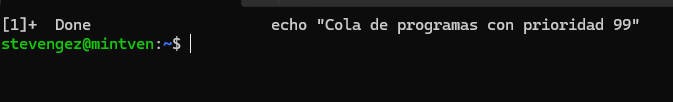 [1]+  Done                    echo "Cola de programas con prioridad 99"
stevengez@mintven:~$